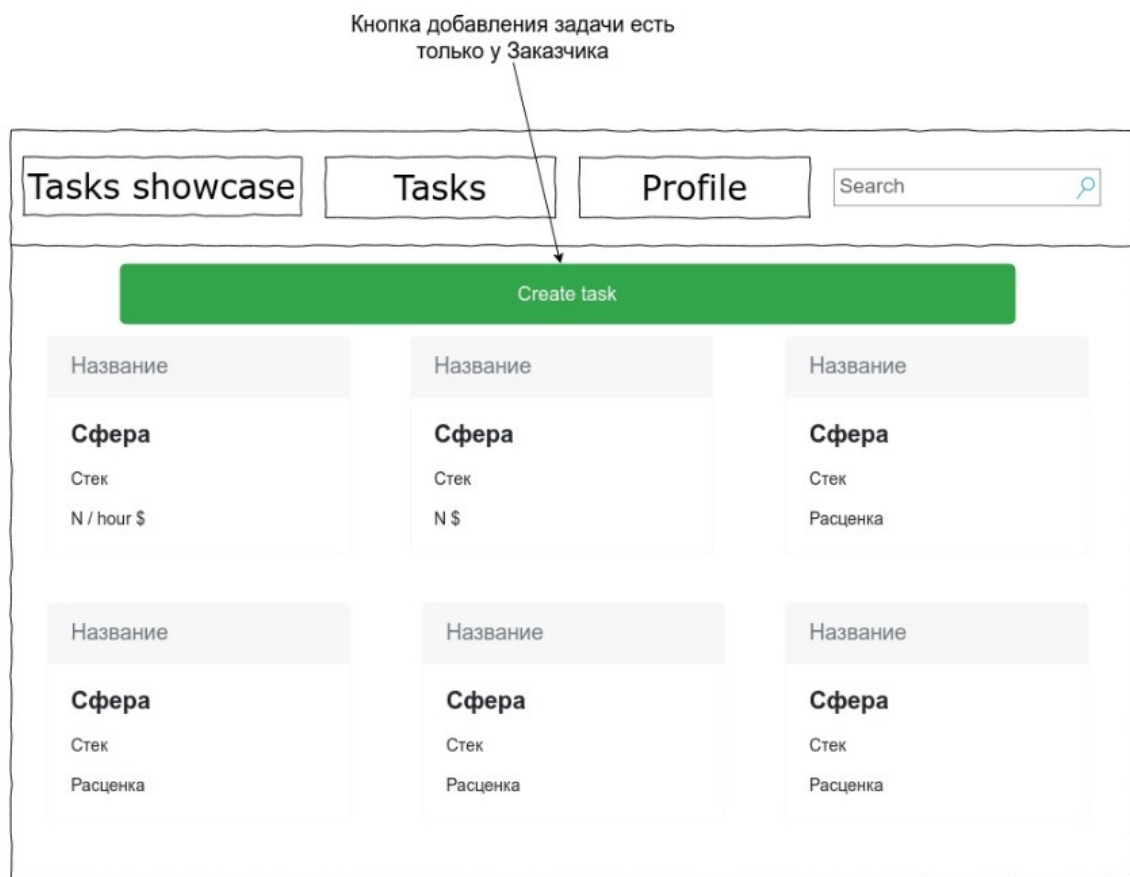 Кнопка добавления задачи есть
только у Заказчика
Tasks showcase
Tasks
Profile
Search
Create task
Название
Название
Название
Сфера
Сфера
Сфера
Стек
Стек
Стек
N / hour $
N $
Расценка
Название
Название
Название
Сфера
Сфера
Сфера
Стек
Стек
Стек
Расценка
Расценка
Расценка